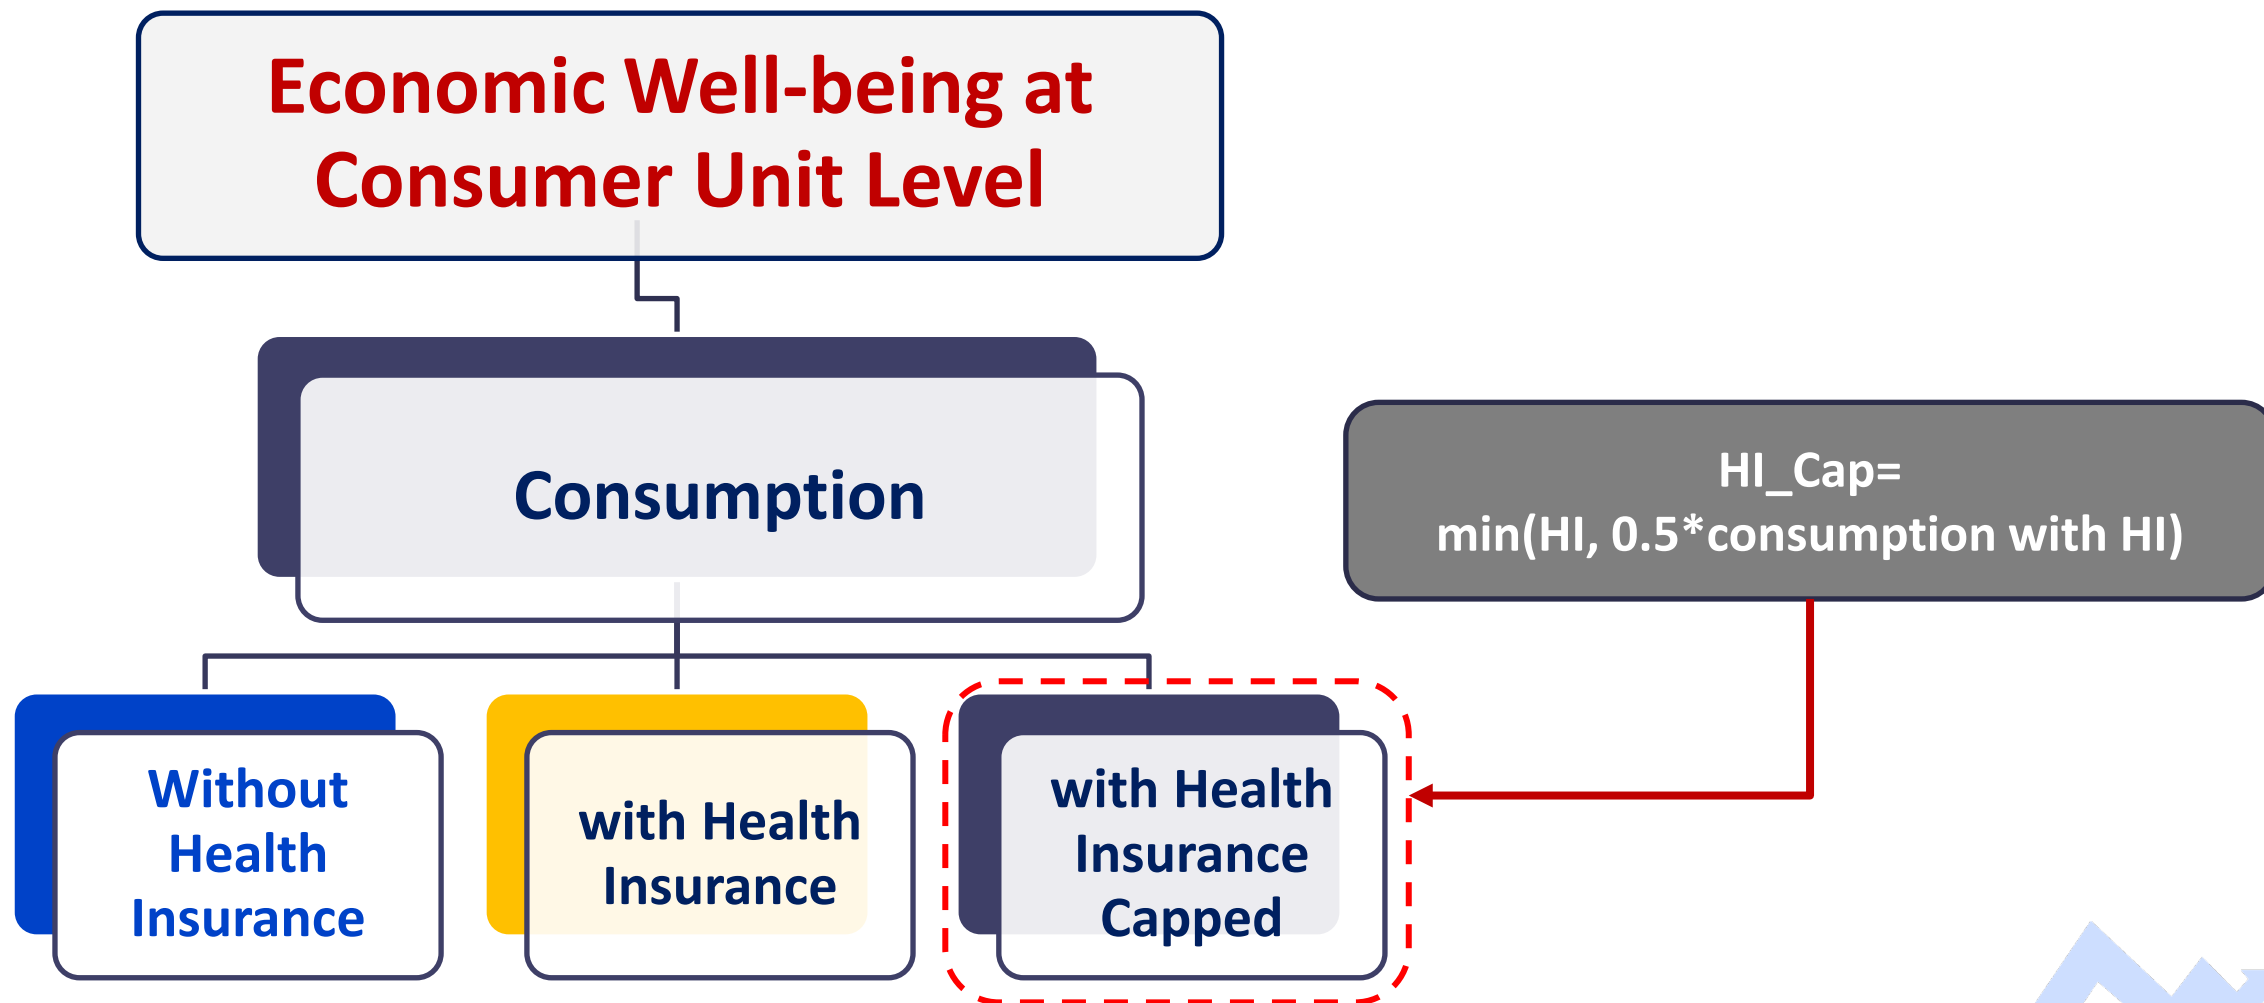 Economic Well-being at
Consumer Unit Level
Consumption
HI_Cap=
min(HI, 0.5*consumption with HI)
Without
Health
Insurance
with Health
Insurance
with Health
Insurance
Capped